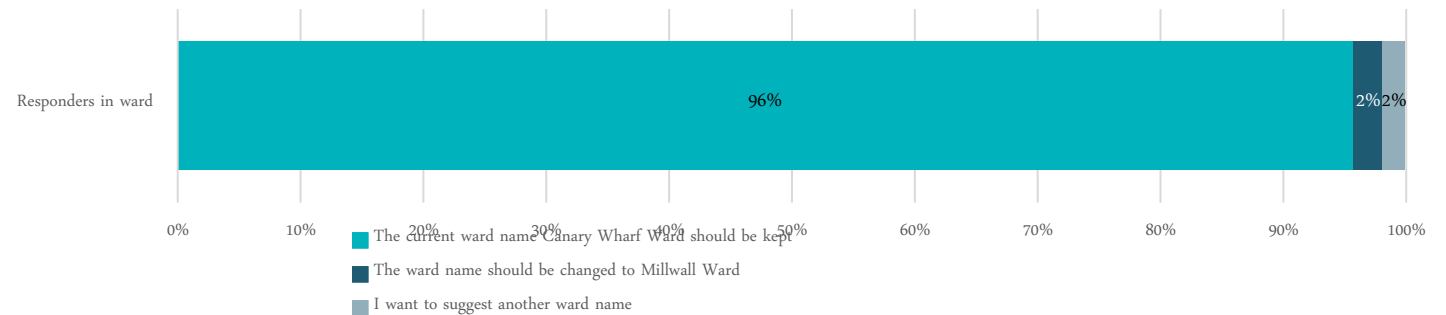 Responders in ward
96%
2%
2%
0% 10% 20% 30% 40% 50% 60% 70% 80% 90% 100%
The current ward name Canary Wharf Ward should be kept
The ward name should be changed to Millwall Ward
I want to suggest another ward name